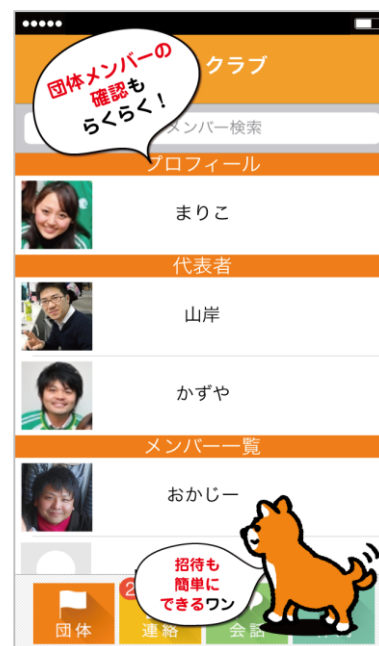 団体メンバーの
確認も
らくらく！
クラブ
メンバー検索
プロフィール
まりこ
代表者
山岸
かずや
メンバー一覧
おかじー
招待も
簡単に
できるワン
2
団体
連絡
会話